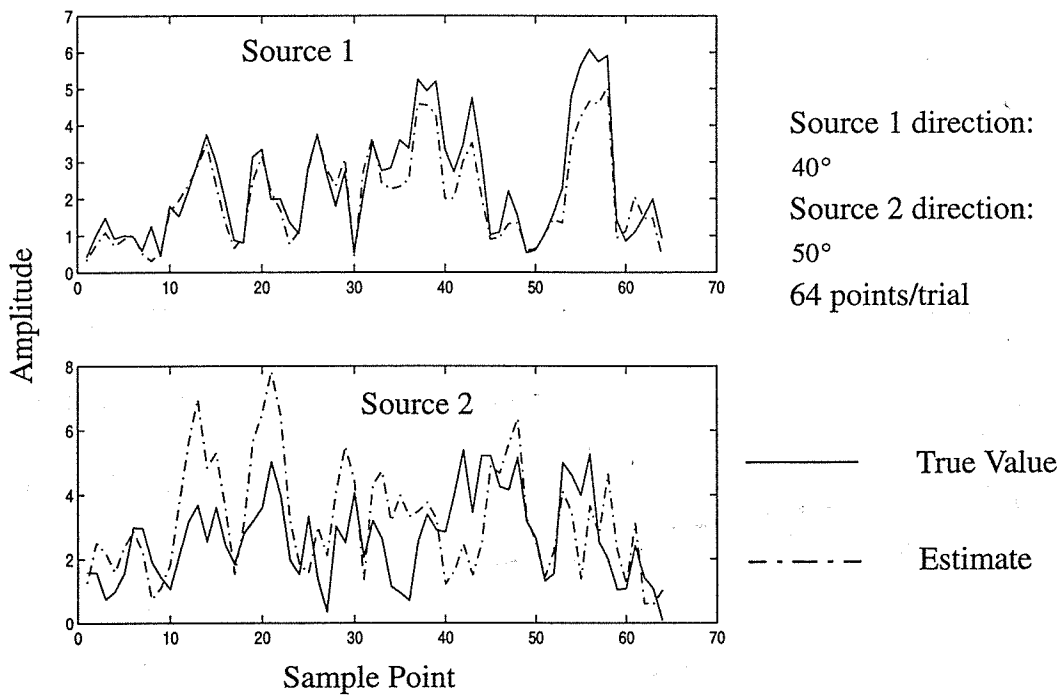 7
6
5
4
3
2
1
0
0 10 20 30 40 50 60 70
Source 1
Source 1 direction:
40°
Source 2 direction:
50°
64 points/trial
Amplitude
8
6
4
2
0
0 10 20 30 40 50 60 70
Source 2
True Value
Estimate
Sample Point